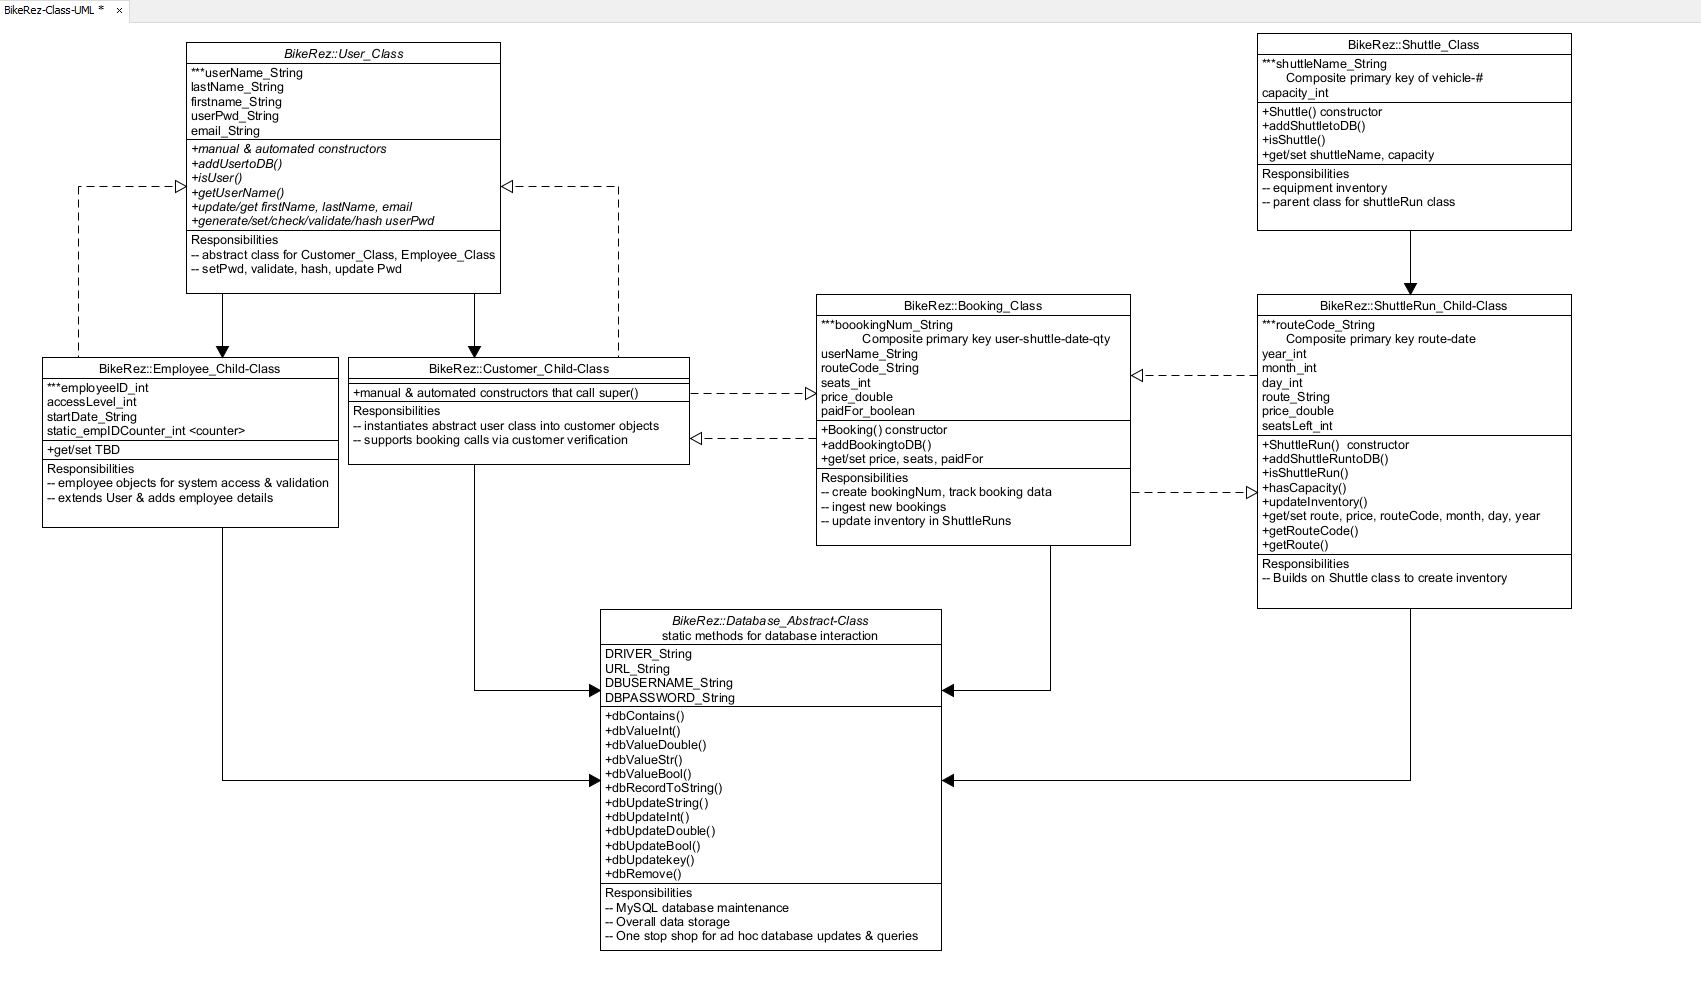 BikeRez-Class-UML * ×
BikeRez::User_Class
***userName_String
lastName_String
firstname_String
userPwd_String
email_String
+manual & automated constructors
+addUsertoDB()
+isUser()
+getUserName()
+update/get firstName, lastName, email
+generate/set/check/validate/hash userPwd
Responsibilities
-- abstract class for Customer_Class, Employee_Class
-- setPwd, validate, hash, update Pwd
BikeRez::Shuttle_Class
***shuttleName_String
Composite primary key of vehicle-#
capacity_int
+Shuttle() constructor
+addShuttletoDB()
+isShuttle()
+get/set shuttleName, capacity
Responsibilities
-- equipment inventory
-- parent class for shuttleRun class
BikeRez::Employee_Child-Class
***employeeID_int
accessLevel_int
startDate_String
static_empIDCounter_int <counter>
+get/set TBD
Responsibilities
-- employee objects for system access & validation
-- extends User & adds employee details
BikeRez::Customer_Child-Class
+manual & automated constructors that call super()
Responsibilities
-- instantiates abstract user class into customer objects
-- supports booking calls via customer verification
BikeRez::Booking_Class
***boookingNum_String
Composite primary key user-shuttle-date-qty
userName_String
routeCode_String
seats_int
price_double
paidFor_boolean
+Booking() constructor
+addBookingtoDB()
+get/set price, seats, paidFor
Responsibilities
-- create bookingNum, track booking data
-- ingest new bookings
-- update inventory in ShuttleRuns
BikeRez::ShuttleRun_Child-Class
***routeCode_String
Composite primary key route-date
year_int
month_int
day_int
route_String
price_double
seatsLeft_int
+ShuttleRun() constructor
+addShuttleRuntoDB()
+isShuttleRun()
+hasCapacity()
+updateInventory()
+get/set route, price, routeCode, month, day, year
+getRouteCode()
+getRoute()
Responsibilities
-- Builds on Shuttle class to create inventory
BikeRez::Database_Abstract-Class
static methods for database interaction
DRIVER_String
URL_String
DBUSERNAME_String
DBPASSWORD_String
+dbContains()
+dbValueInt()
+dbValueDouble()
+dbValueStr()
+dbValueBool()
+dbRecordToString()
+dbUpdateString()
+dbUpdateInt()
+dbUpdateDouble()
+dbUpdateBool()
+dbUpdatekey()
+dbRemove()
Responsibilities
-- MySQL database maintenance
-- Overall data storage
-- One stop shop for ad hoc database updates & queries